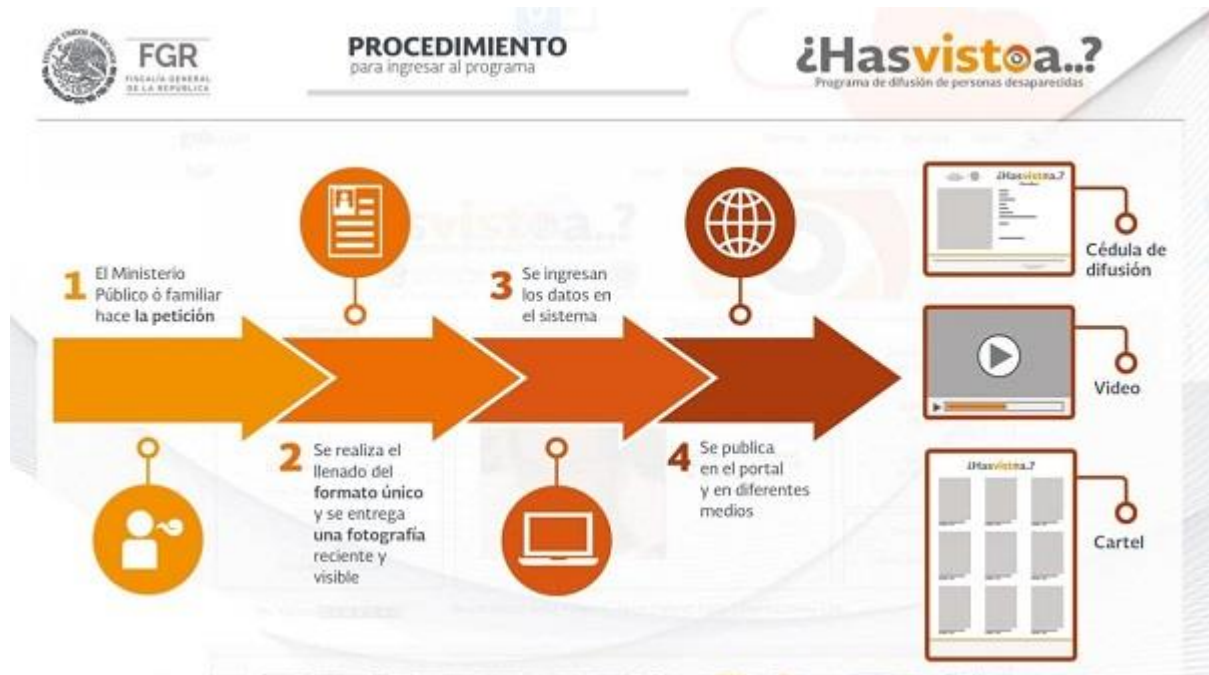 FGR
FISCALÍA GENERAL
DE LA REPÚBLICA
PROCEDIMIENTO
para ingresar al programa
¿Hasvistoa..?
Programa de difusión de personas desaparecidas
1
El Ministerio
Público ó familiar
hace la petición
2
Se realiza el
llenado del
formato único
y se entrega
una fotografía
reciente y
visible
3
Se ingresan
los datos en
el sistema
4
Se publica
en el portal
y en diferentes
medios
¿Hasvistoa..?
Cédula de
difusión
Video
¿Hasvistoa..?
Cartel